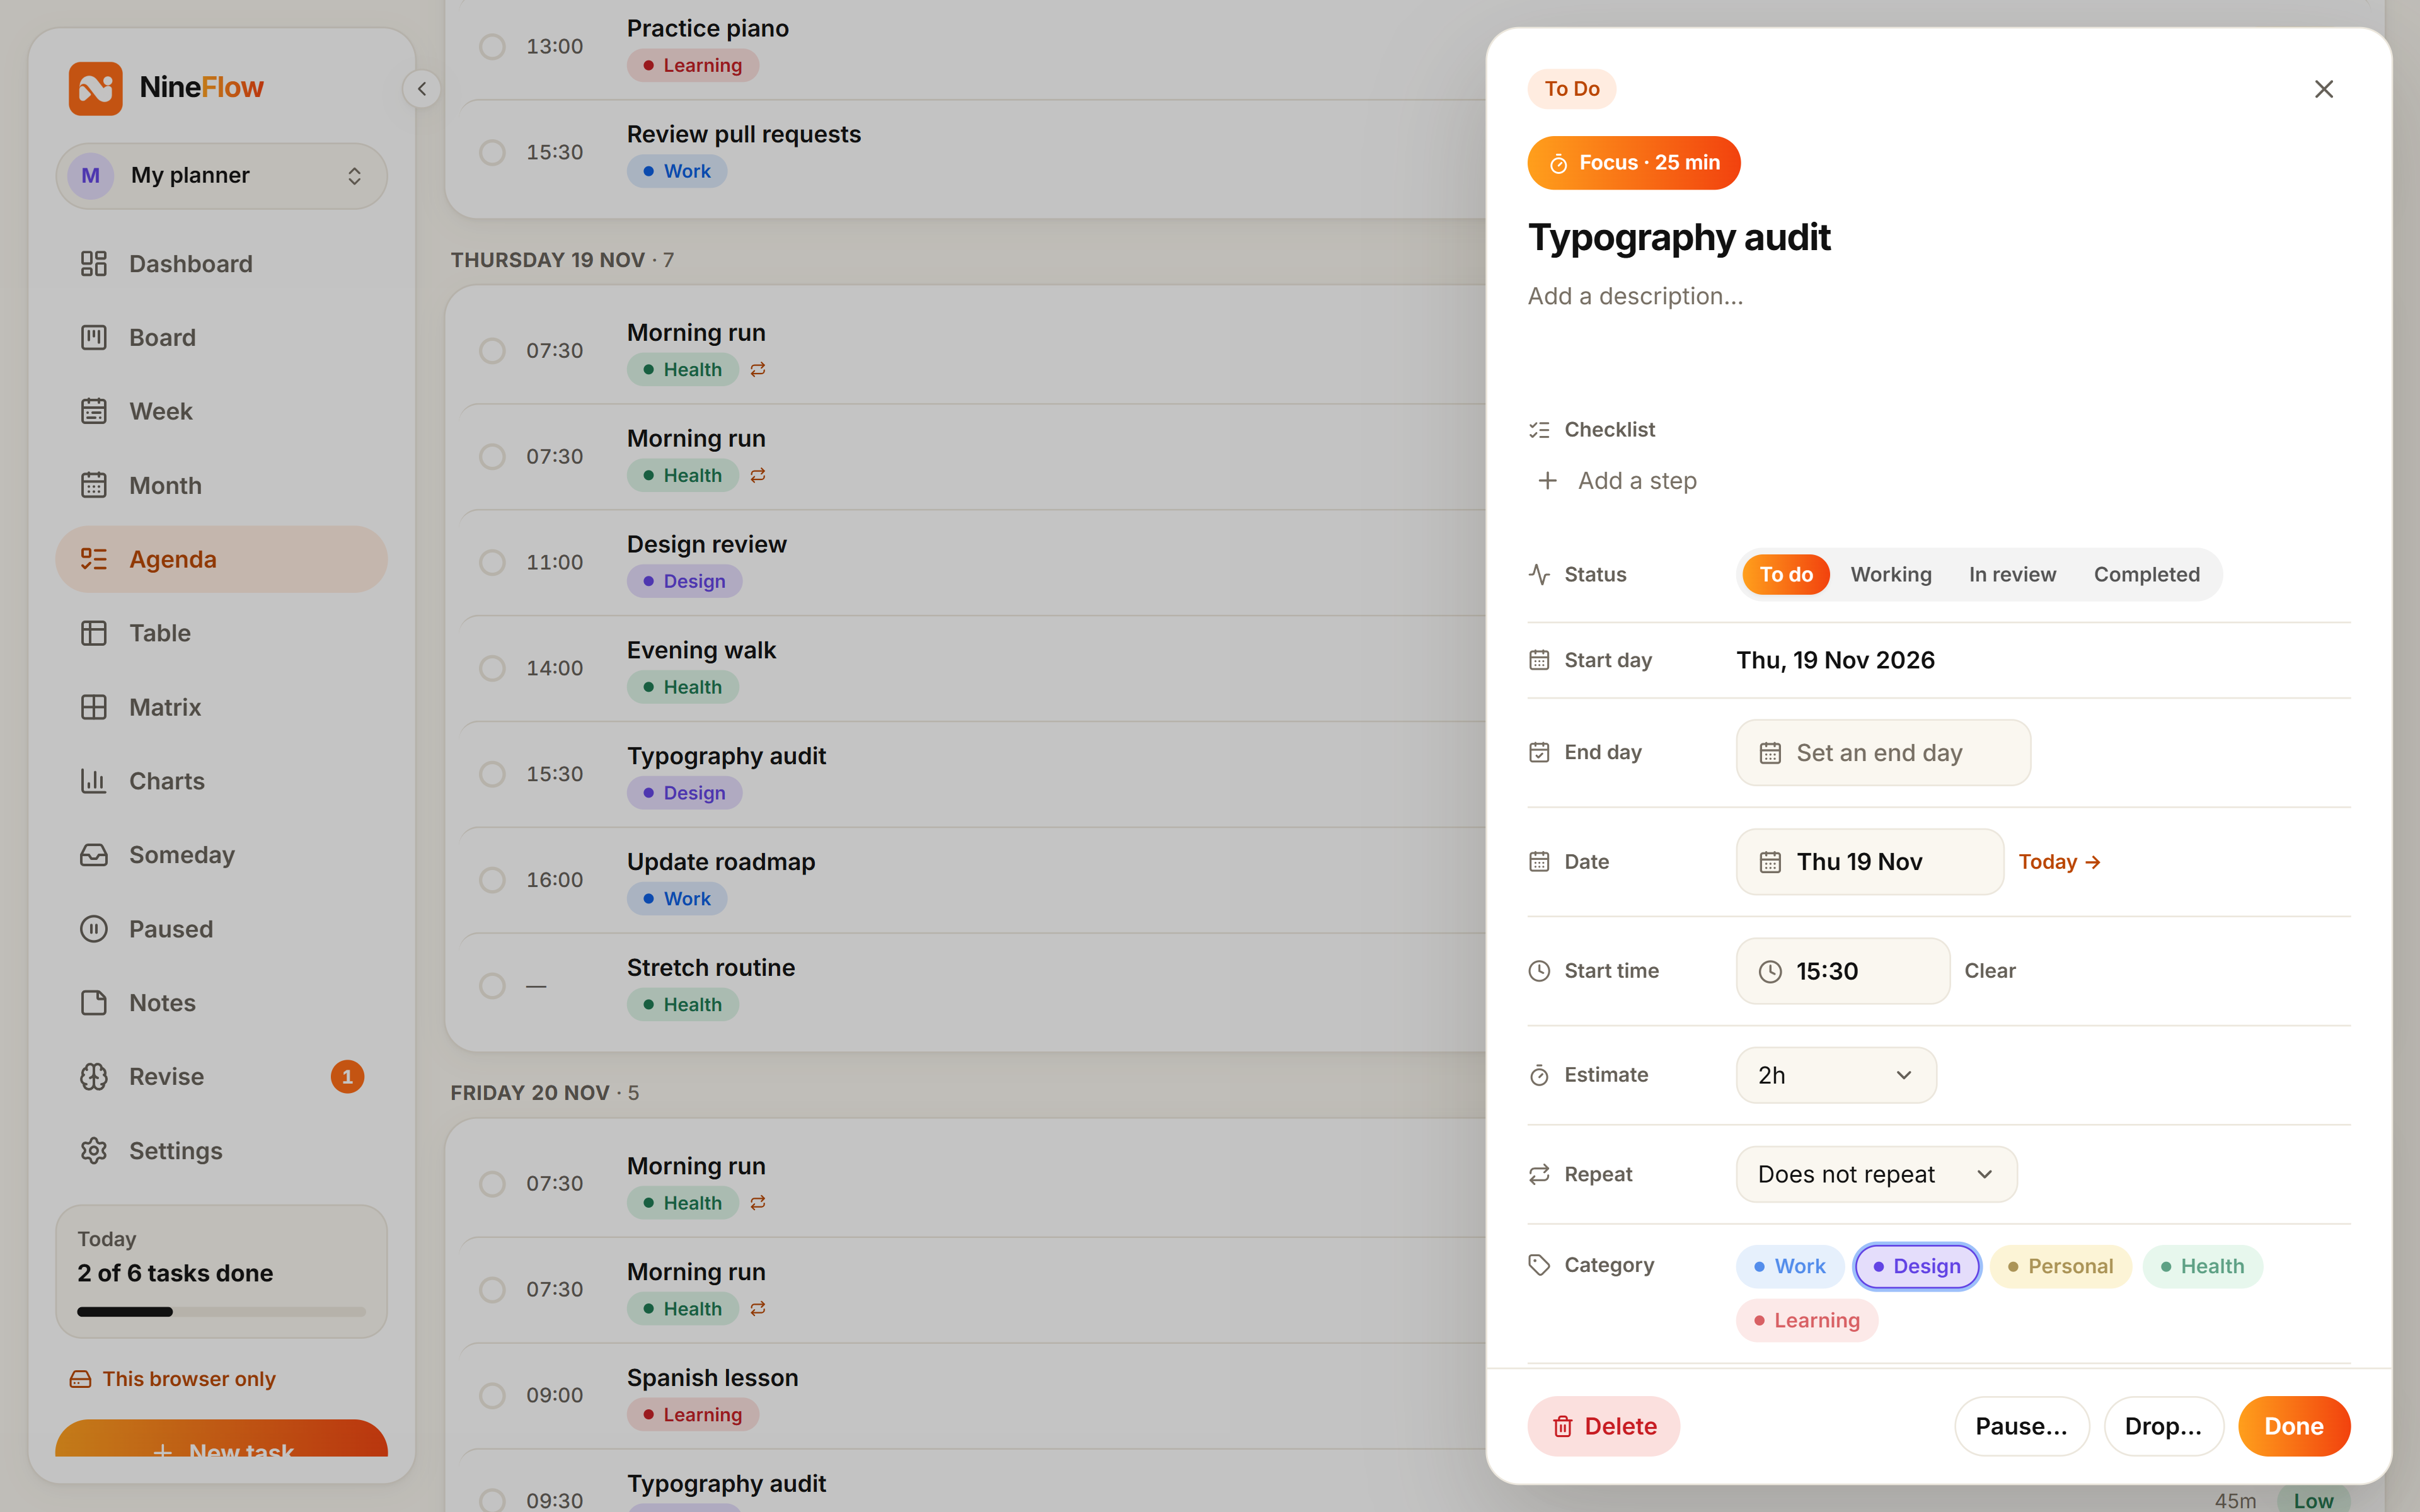 NineFlow
M My planner
Dashboard
Board
Week
Month
Agenda
Table
Matrix
Charts
Someday
Paused
Notes
Revise 1
Settings
Today
2 of 6 tasks done
This browser only
New task
13:00 Practice piano
Learning
15:30 Review pull requests
Work
THURSDAY 19 NOV · 7
07:30 Morning run
Health
07:30 Morning run
Health
11:00 Design review
Design
14:00 Evening walk
Health
15:30 Typography audit
Design
16:00 Update roadmap
Work
— Stretch routine
Health
FRIDAY 20 NOV · 5
07:30 Morning run
Health
07:30 Morning run
Health
09:00 Spanish lesson
Learning
09:30 Typography audit
45m Low
To Do
Focus · 25 min
Typography audit
Add a description...
Checklist
Add a step
Status To do Working In review Completed
Start day Thu, 19 Nov 2026
End day Set an end day
Date Thu 19 Nov Today →
Start time 15:30 Clear
Estimate 2h
Repeat Does not repeat
Category Work Design Personal Health
Learning
Delete Pause... Drop... Done